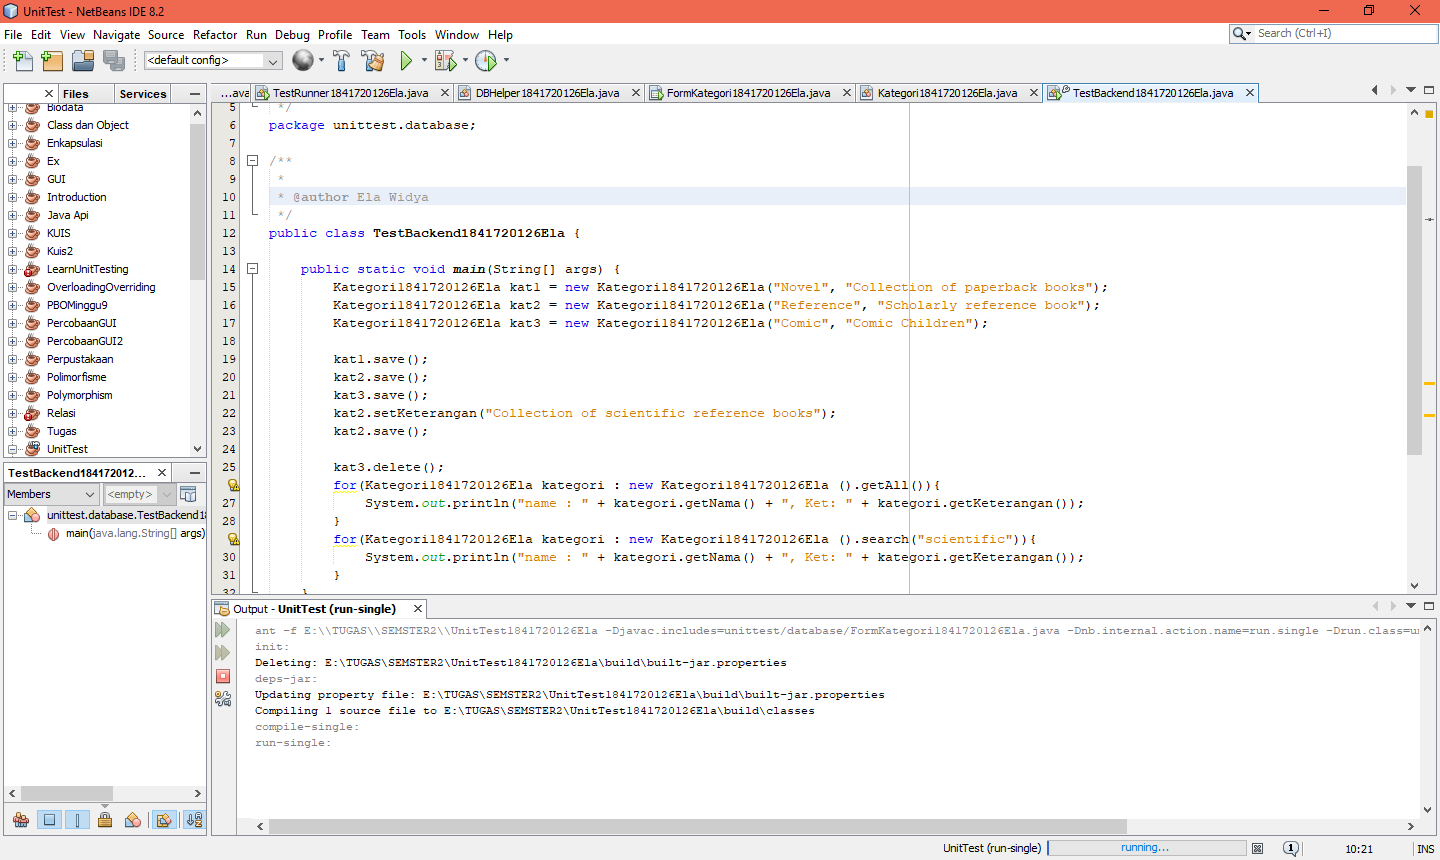 UnitTest - NetBeans IDE 8.2
File Edit View Navigate Source Refactor Run Debug Profile Team Tools Window Help
Search (Ctrl+I)
<default config>
Files Services
...ava TestRunner1841720126Ela.java DBHelper1841720126Ela.java FormKategori1841720126Ela.java Kategori1841720126Ela.java TestBackend1841720126Ela.java
Biodata
Class dan Object
Enkapsulasi
Ex
GUI
Introduction
Java Api
KUIS
Kuis2
LearnUnitTesting
OverloadingOverriding
PBOMinggu9
PercobaanGUI
PercobaanGUI2
Perpustakaan
Polimorfisme
Polymorphism
Relasi
Tugas
UnitTest
TestBackend184172012...
Members <empty>
unittest.database.TestBackend18
main(java.lang.String[] args)
5 */
6 package unittest.database;
7
8 /**
9 *
10 * @author Ela Widya
11 */
12 public class TestBackend1841720126Ela {
13
14 public static void main(String[] args) {
15 Kategori1841720126Ela kat1 = new Kategori1841720126Ela("Novel", "Collection of paperback books");
16 Kategori1841720126Ela kat2 = new Kategori1841720126Ela("Reference", "Scholarly reference book");
17 Kategori1841720126Ela kat3 = new Kategori1841720126Ela("Comic", "Comic Children");
18
19 kat1.save();
20 kat2.save();
21 kat3.save();
22 kat2.setKeterangan("Collection of scientific reference books");
23 kat2.save();
24
25 kat3.delete();
for(Kategori1841720126Ela kategori : new Kategori1841720126Ela ().getAll()){
27 System.out.println("name : " + kategori.getNama() + ", Ket: " + kategori.getKeterangan());
28 }
for(Kategori1841720126Ela kategori : new Kategori1841720126Ela ().search("scientific")){
30 System.out.println("name : " + kategori.getNama() + ", Ket: " + kategori.getKeterangan());
31 }
32 }
Output - UnitTest (run-single)
ant -f E:\\TUGAS\\SEMSTER2\\UnitTest1841720126Ela -Djavac.includes=unittest/database/FormKategori1841720126Ela.java -Dnb.internal.action.name=run.single -Drun.class=un
init:
Deleting: E:\TUGAS\SEMSTER2\UnitTest1841720126Ela\build\built-jar.properties
deps-jar:
Updating property file: E:\TUGAS\SEMSTER2\UnitTest1841720126Ela\build\built-jar.properties
Compiling 1 source file to E:\TUGAS\SEMSTER2\UnitTest1841720126Ela\build\classes
compile-single:
run-single:
UnitTest (run-single) running... 1 10:21 INS